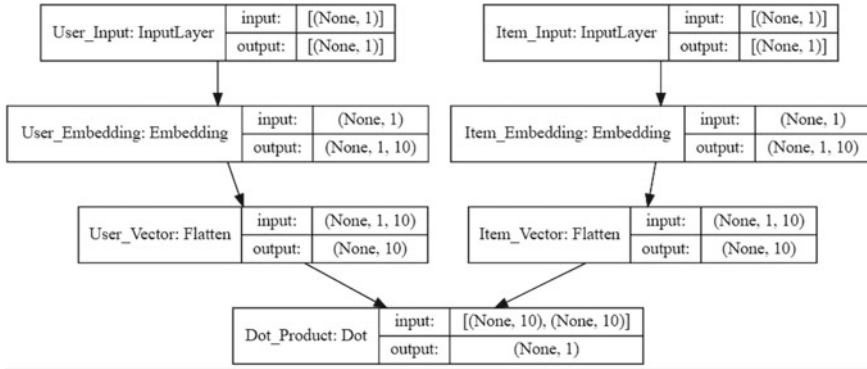 User_Input: InputLayer
input: [(None, 1)]
output: [(None, 1)]
Item_Input: InputLayer
input: [(None, 1)]
output: [(None, 1)]
User_Embedding: Embedding
input: (None, 1)
output: (None, 1, 10)
Item_Embedding: Embedding
input: (None, 1)
output: (None, 1, 10)
User_Vector: Flatten
input: (None, 1, 10)
output: (None, 10)
Item_Vector: Flatten
input: (None, 1, 10)
output: (None, 10)
Dot_Product: Dot
input: [(None, 10), (None, 10)]
output: (None, 1)